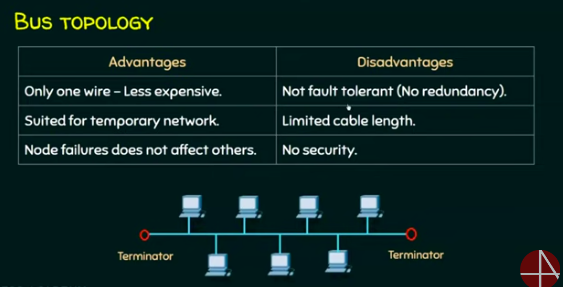 BUS TOPOLOGY
Advantages
Disadvantages
Only one wire – Less expensive.
Not fault tolerant (No redundancy).
Suited for temporary network.
Limited cable length.
Node failures does not affect others.
No security.
Terminator
Terminator